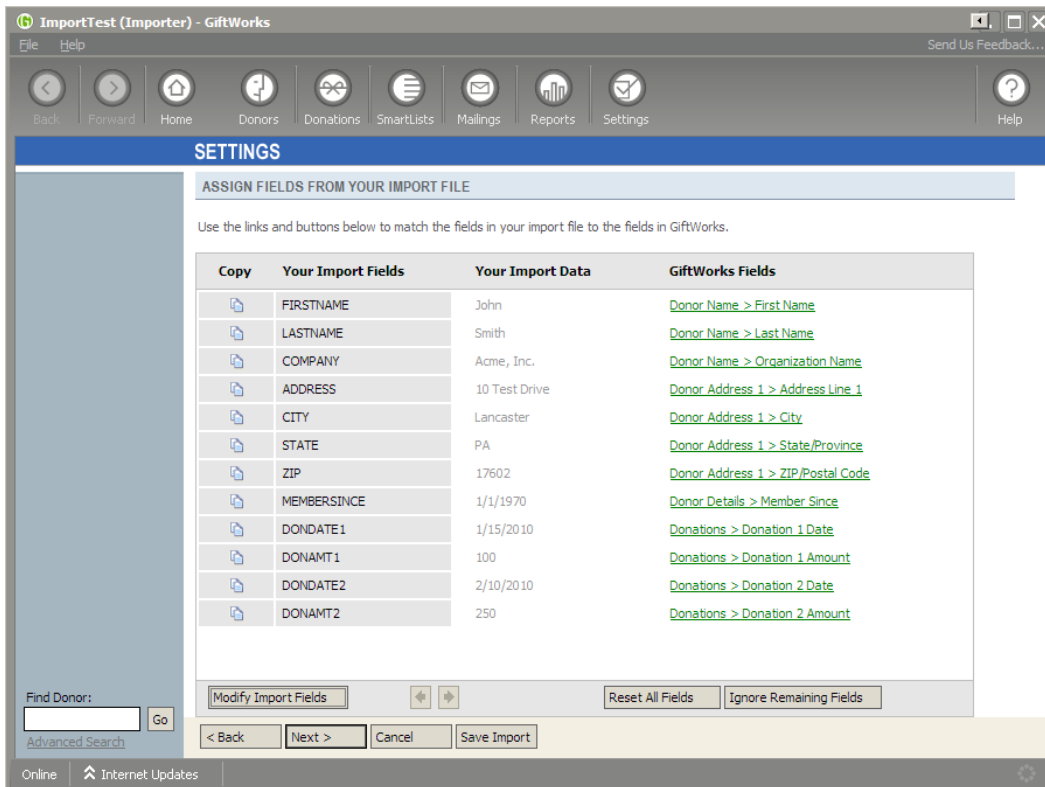 ImportTest (Importer) - GiftWorks
File Help Send Us Feedback...
Back Forward Home Donors Donations SmartLists Mailings Reports Settings Help
SETTINGS
ASSIGN FIELDS FROM YOUR IMPORT FILE
Use the links and buttons below to match the fields in your import file to the fields in GiftWorks.
Copy Your Import Fields Your Import Data GiftWorks Fields
FIRSTNAME John Donor Name > First Name
LASTNAME Smith Donor Name > Last Name
COMPANY Acme, Inc. Donor Name > Organization Name
ADDRESS 10 Test Drive Donor Address 1 > Address Line 1
CITY Lancaster Donor Address 1 > City
STATE PA Donor Address 1 > State/Province
ZIP 17602 Donor Address 1 > ZIP/Postal Code
MEMBERSINCE 1/1/1970 Donor Details > Member Since
DONDATE1 1/15/2010 Donations > Donation 1 Date
DONAMT1 100 Donations > Donation 1 Amount
DONDATE2 2/10/2010 Donations > Donation 2 Date
DONAMT2 250 Donations > Donation 2 Amount
Find Donor:
Go
Advanced Search
Modify Import Fields Reset All Fields Ignore Remaining Fields
< Back Next > Cancel Save Import
Online Internet Updates